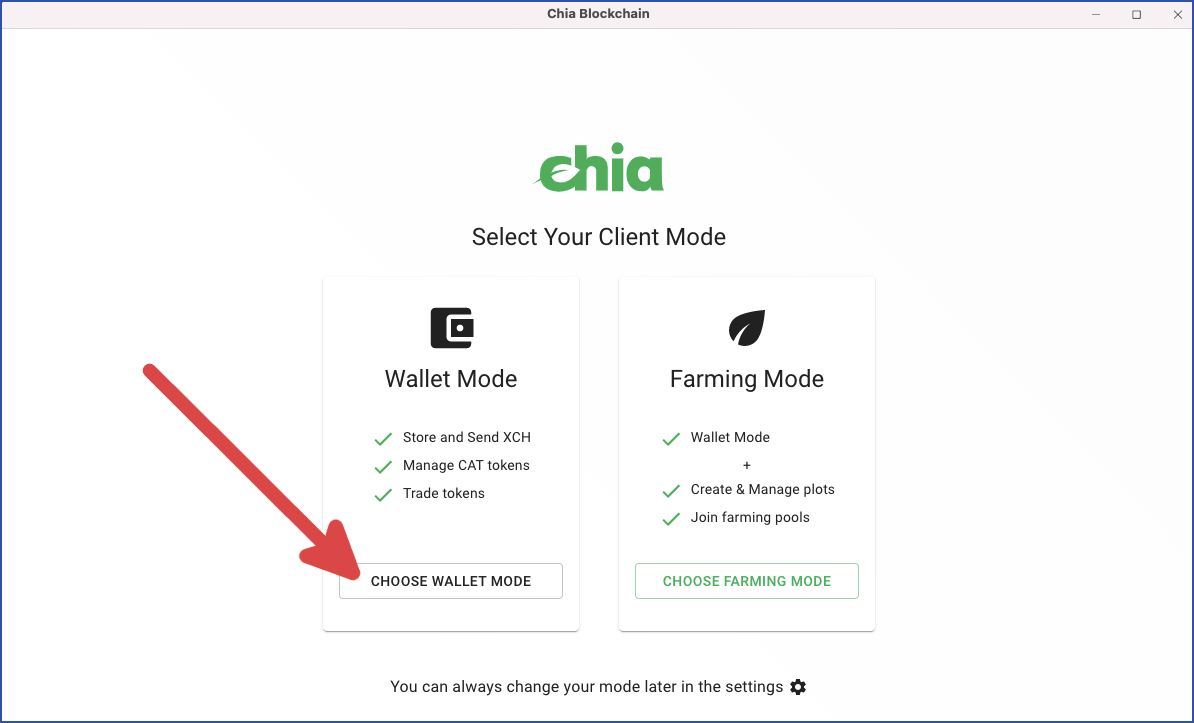 Chia Blockchain
chia
Select Your Client Mode
Wallet Mode
Store and Send XCH
Manage CAT tokens
Trade tokens
CHOOSE WALLET MODE
Farming Mode
Wallet Mode
+
Create & Manage plots
Join farming pools
CHOOSE FARMING MODE
You can always change your mode later in the settings